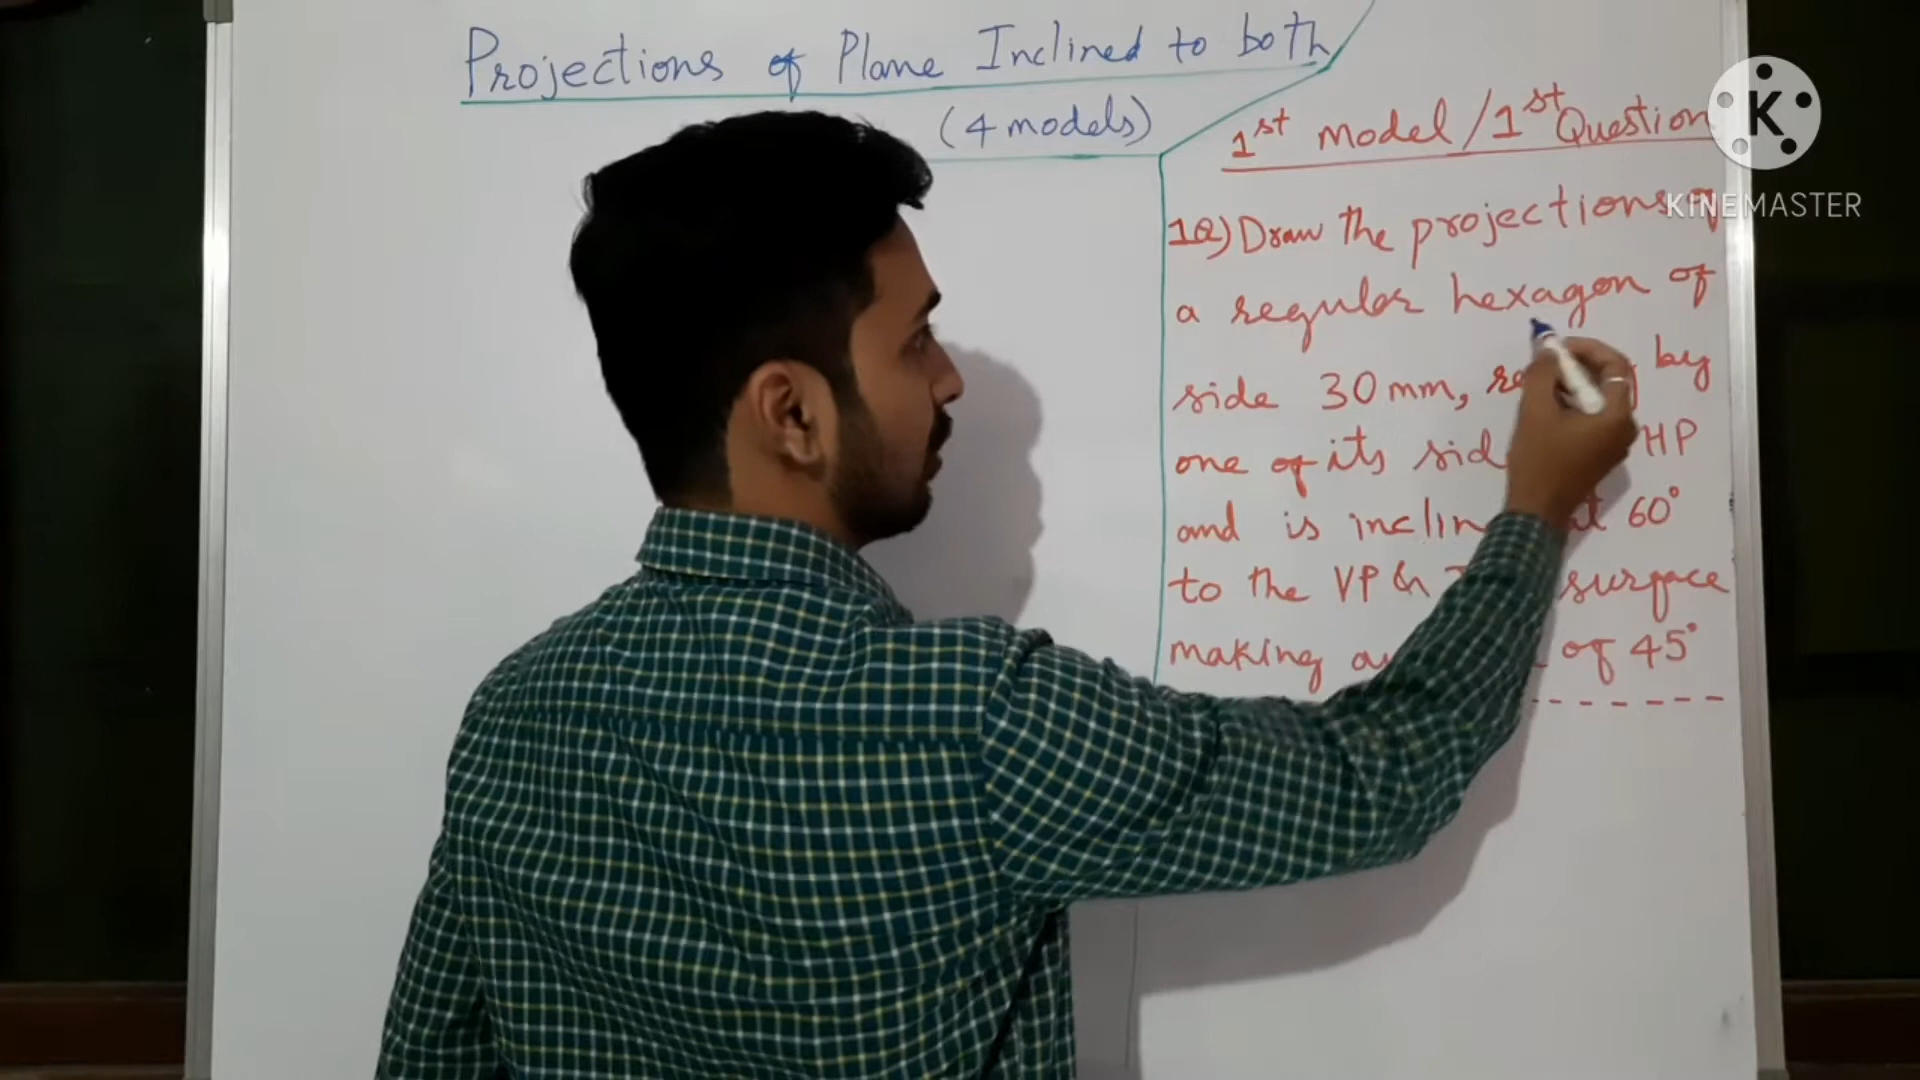 Projections of Plane Inclined to both
(4 models)
1st model/1st Question
1Q) Draw the projections of
a regular hexagon of
side 30mm, by
one of its HP
and is 60°
to the VP & surface
making of 45°
K
KINEMASTER